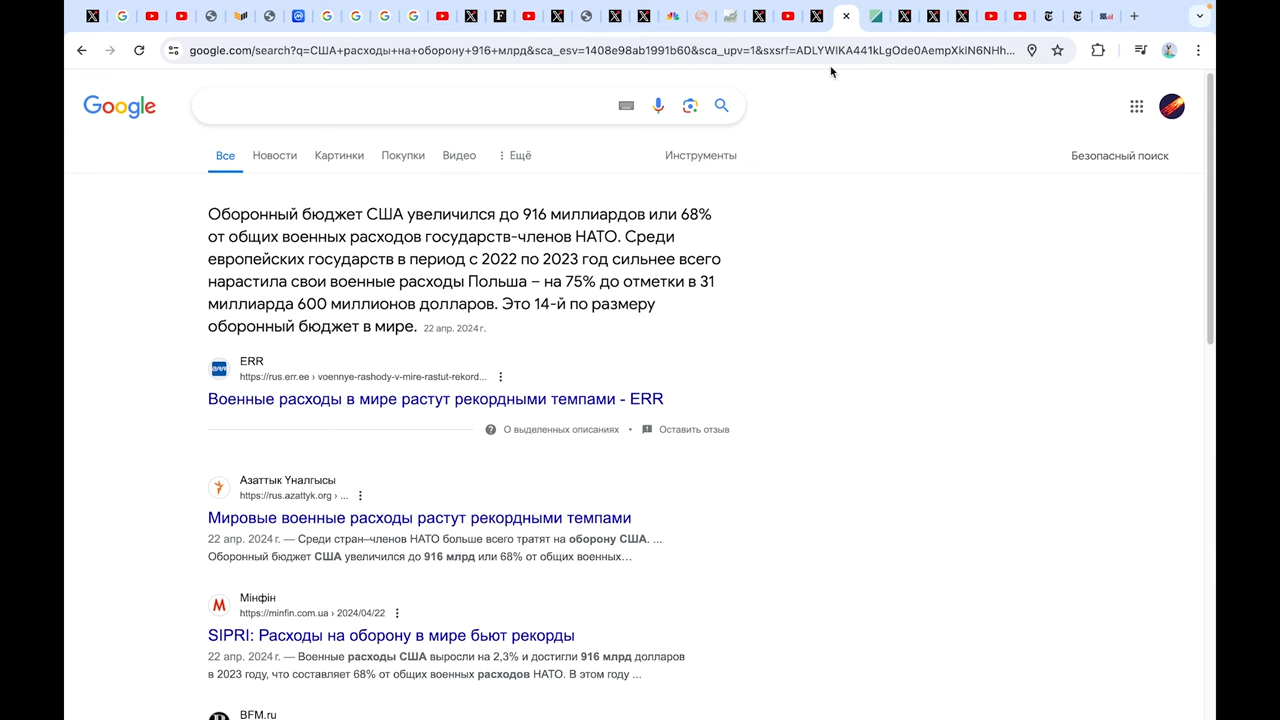 google.com/search?q=США+расходы+на+оборону+916+млрд&sca_esv=1408e98ab1991b60&sca_upv=1&sxsrf=ADLYWIKA441kLgOde0AempXklN6NHh...
Google
Все Новости Картинки Покупки Видео Ещё Инструменты Безопасный поиск
Оборонный бюджет США увеличился до 916 миллиардов или 68%
от общих военных расходов государств-членов НАТО. Среди
европейских государств в период с 2022 по 2023 год сильнее всего
нарастила свои военные расходы Польша – на 75% до отметки в 31
миллиарда 600 миллионов долларов. Это 14-й по размеру
оборонный бюджет в мире. 22 апр. 2024 г.
ERR
https://rus.err.ee › voennye-rashody-v-mire-rastut-rekord...
Военные расходы в мире растут рекордными темпами - ERR
О выделенных описаниях • Оставить отзыв
Азаттык Үналгысы
https://rus.azattyk.org › ...
Мировые военные расходы растут рекордными темпами
22 апр. 2024 г. — Среди стран–членов НАТО больше всего тратят на оборону США. ...
Оборонный бюджет США увеличился до 916 млрд или 68% от общих военных...
Мінфін
https://minfin.com.ua › 2024/04/22
SIPRI: Расходы на оборону в мире бьют рекорды
22 апр. 2024 г. — Военные расходы США выросли на 2,3% и достигли 916 млрд долларов
в 2023 году, что составляет 68% от общих военных расходов НАТО. В этом году ...
BFM.ru